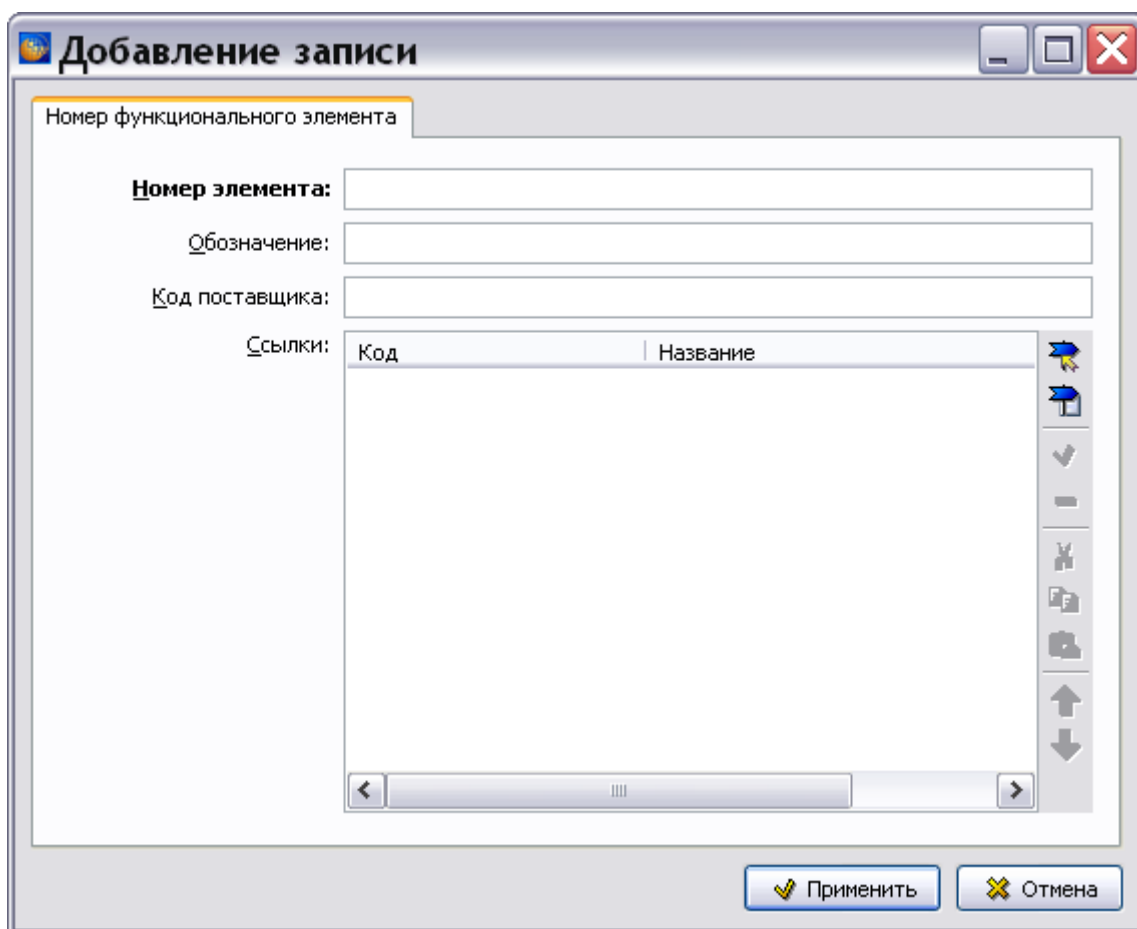 Добавление записи
Номер функционального элемента
Номер элемента:
Обозначение:
Код поставщика:
Ссылки:
Код Название
Применить Отмена